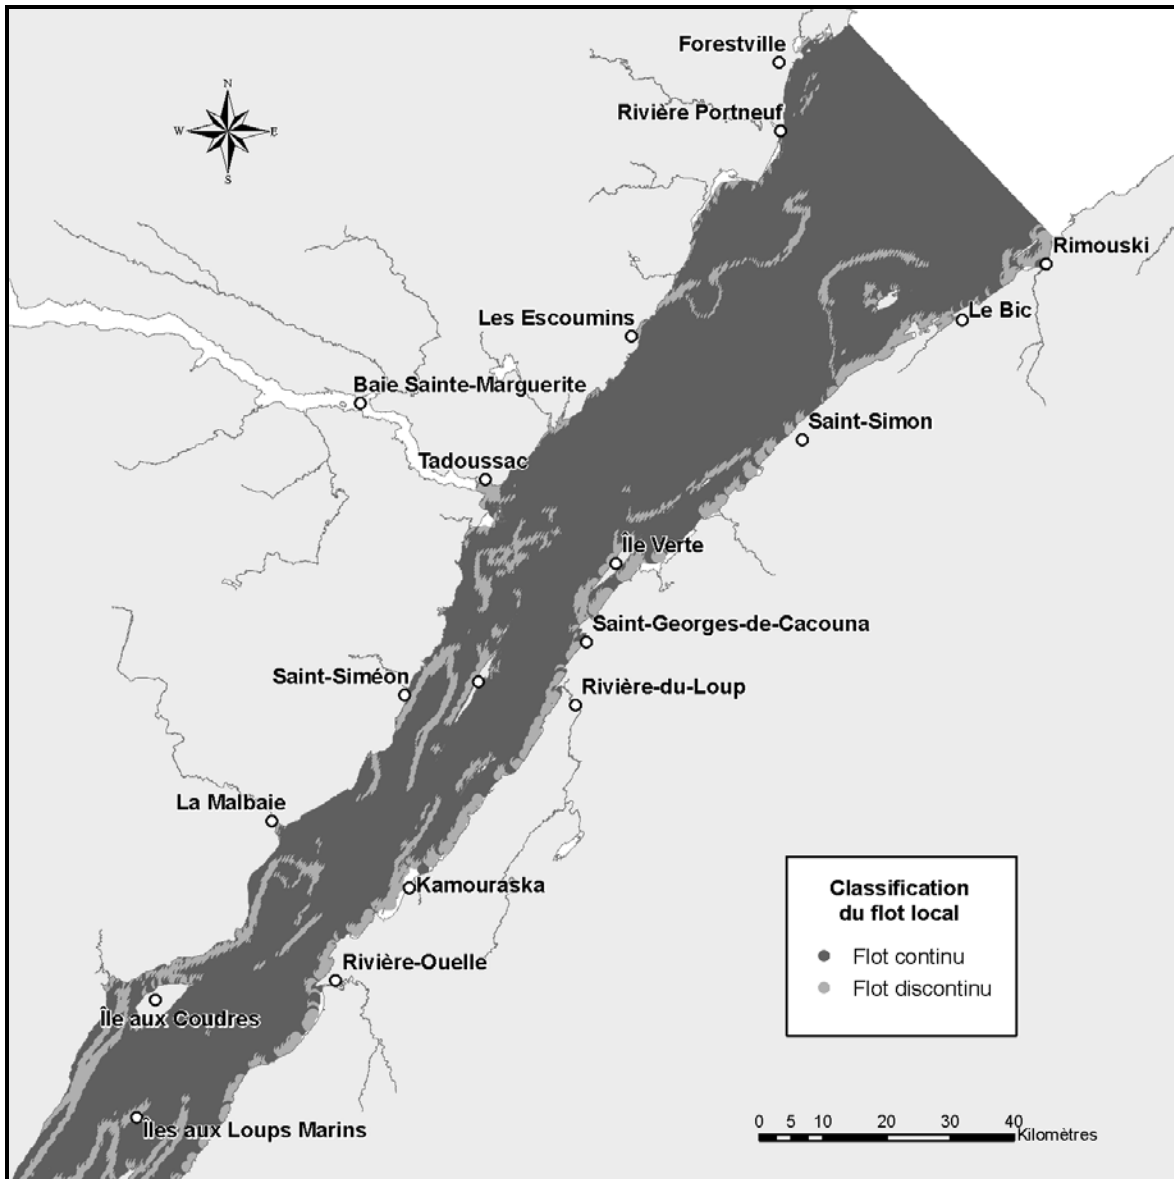 Forestville
N
Rivière Portneuf
W
E
S
Rimouski
Les Escoumins
Le Bic
Baie Sainte-Marguerite
Saint-Simon
Tadoussac
Île Verte
Saint-Georges-de-Cacouna
Saint-Siméon
Rivière-du-Loup
La Malbaie
Kamouraska
Classification
du flot local
Flot continu
Flot discontinu
Rivière-Ouelle
Île aux Coudres
Îles aux Loups Marins
0 5 10 20 30 40
Kilomètres